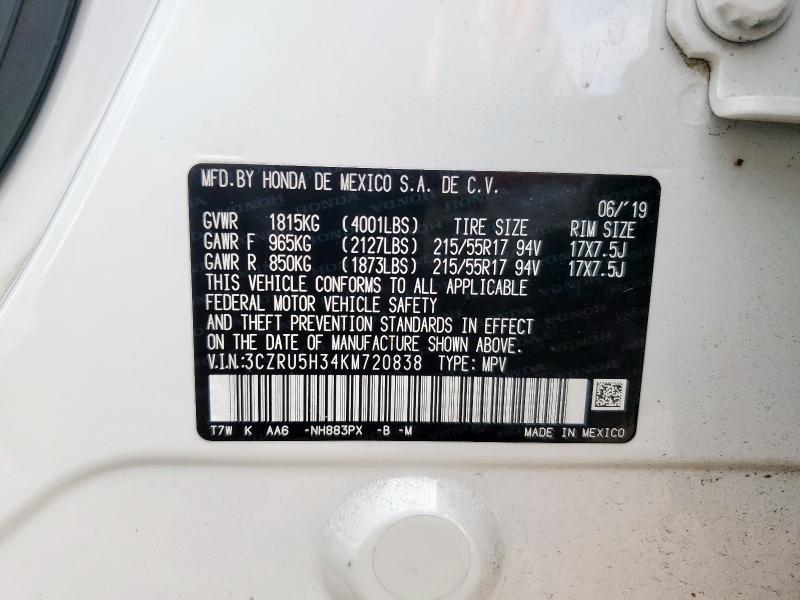 MFD.BY HONDA DE MEXICO S.A. DE C.V.
06/'19
GVWR 1815KG (4001LBS) TIRE SIZE RIM SIZE
GAWR F 965KG (2127LBS) 215/55R17 94V 17X7.5J
GAWR R 850KG (1873LBS) 215/55R17 94V 17X7.5J
THIS VEHICLE CONFORMS TO ALL APPLICABLE
FEDERAL MOTOR VEHICLE SAFETY
AND THEFT PREVENTION STANDARDS IN EFFECT
ON THE DATE OF MANUFACTURE SHOWN ABOVE.
V.I.N.:3CZRU5H34KM720838 TYPE: MPV
T7W K AA6 -NH883PX -B -M MADE IN MEXICO